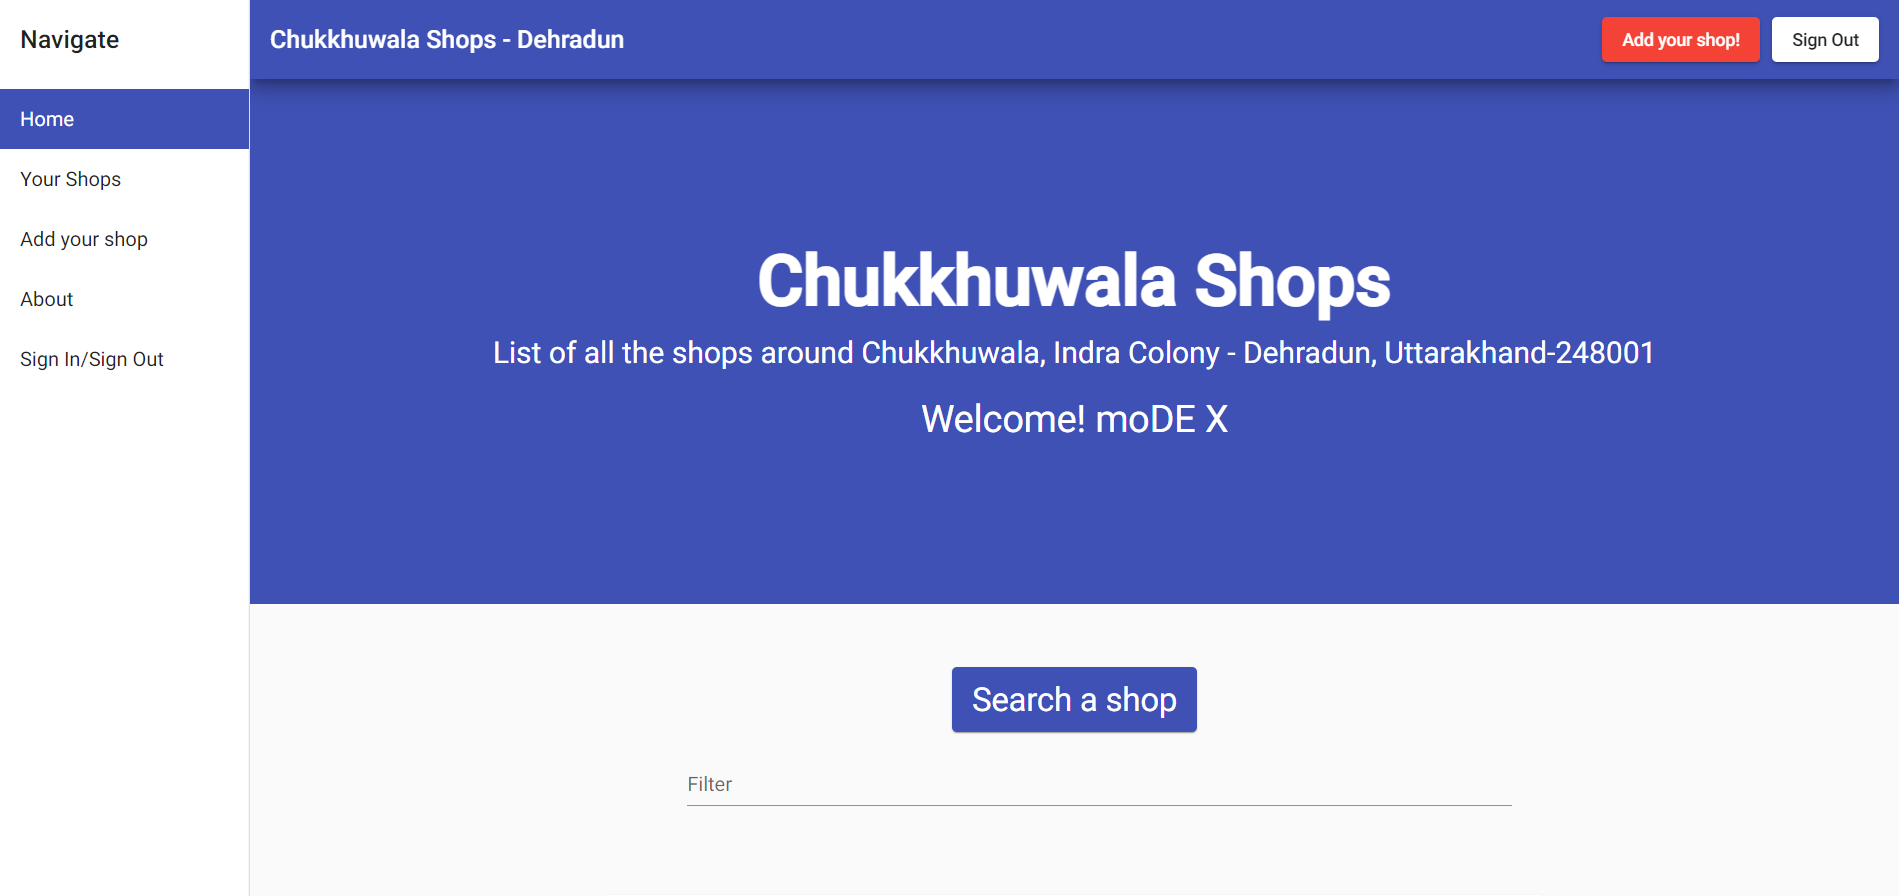 Navigate
Home
Your Shops
Add your shop
About
Sign In/Sign Out
Chukkhuwala Shops - Dehradun
Add your shop!
Sign Out
Chukkhuwala Shops
List of all the shops around Chukkhuwala, Indra Colony - Dehradun, Uttarakhand-248001
Welcome! moDE X
Search a shop
Filter